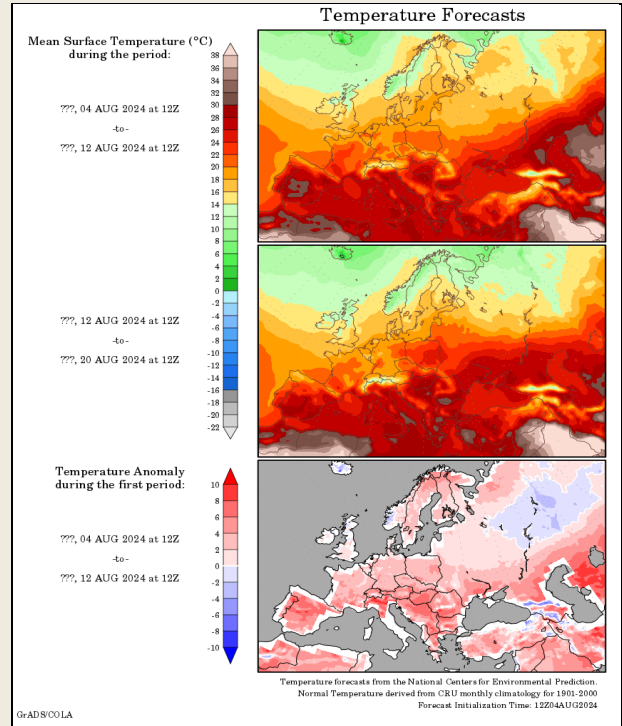 Temperature Forecasts
Mean Surface Temperature (°C)
during the period:
???, 04 AUG 2024 at 12Z
-to-
???, 12 AUG 2024 at 12Z
38
36
34
32
30
28
26
24
22
20
18
16
14
12
10
8
6
4
2
0
-2
-4
-6
-8
-10
-12
-14
-16
-18
-20
-22
???, 12 AUG 2024 at 12Z
-to-
???, 20 AUG 2024 at 12Z
Temperature Anomaly
during the first period:
???, 04 AUG 2024 at 12Z
-to-
???, 12 AUG 2024 at 12Z
10
8
6
4
2
0
-2
-4
-6
-8
-10
Temperature forecasts from the National Centers for Environmental Prediction.
Normal Temperature derived from CRU monthly climatology for 1901-2000
Forecast Initialization Time: 12Z04AUG2024
GrADS/COLA